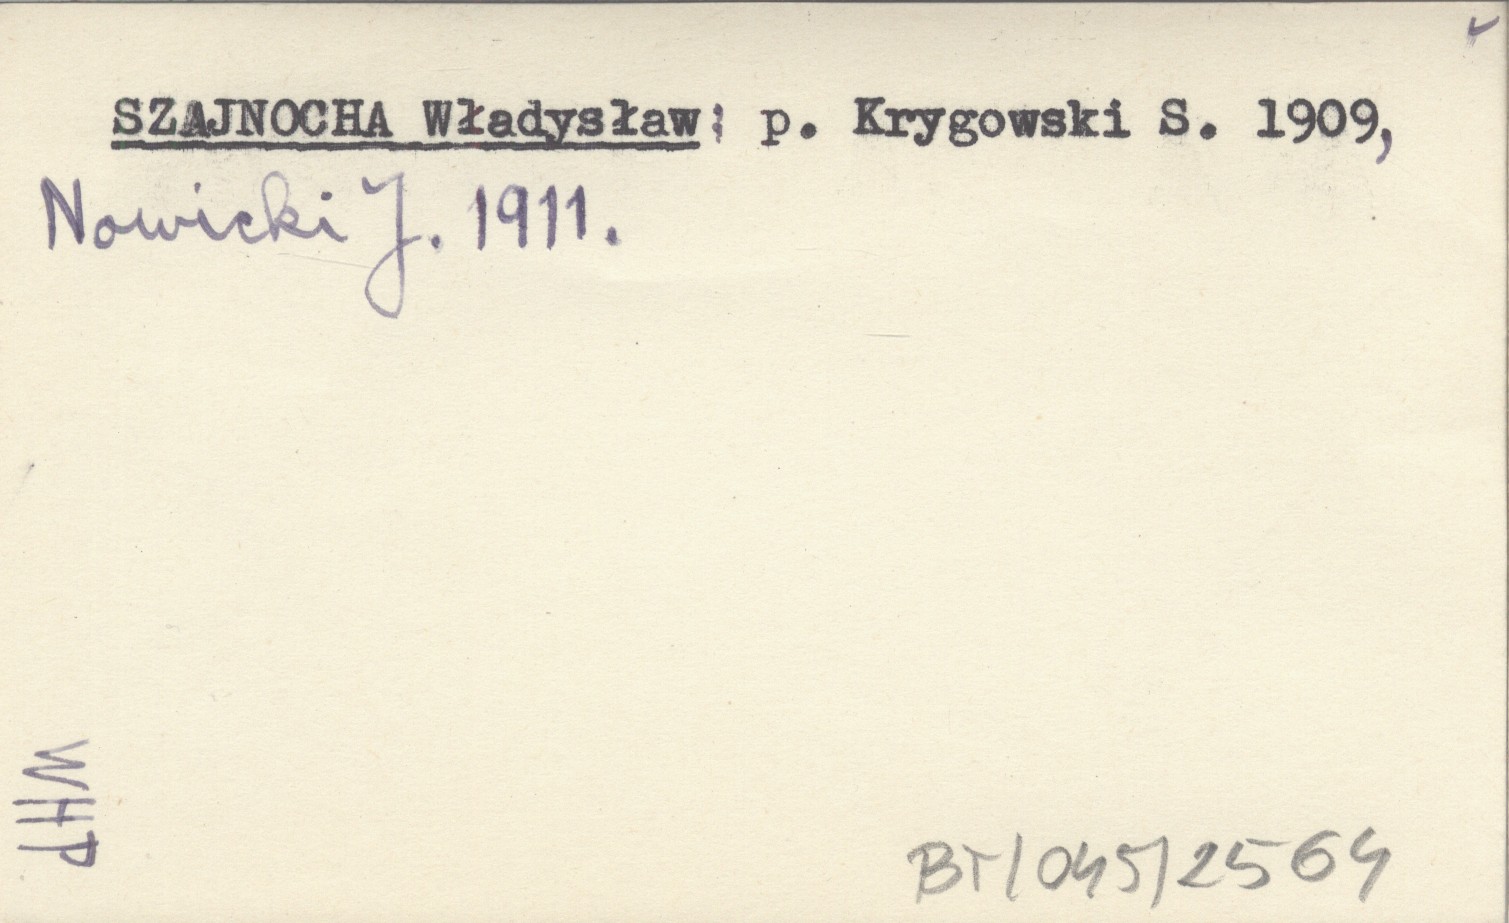 SZAJNOCHA Władysław: p. Krygowski S. 1909,
Nowicki J. 1911.
WHP
BT/045/2564